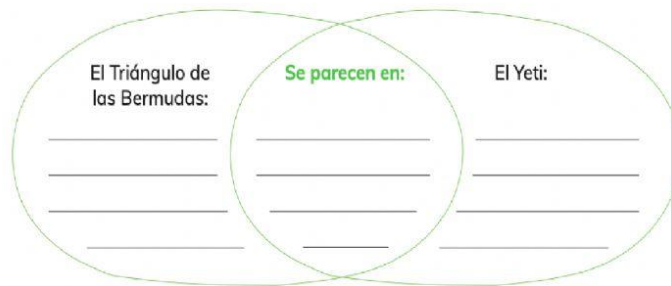 El Triángulo de
las Bermudas:
Se parecen en:
El Yeti: